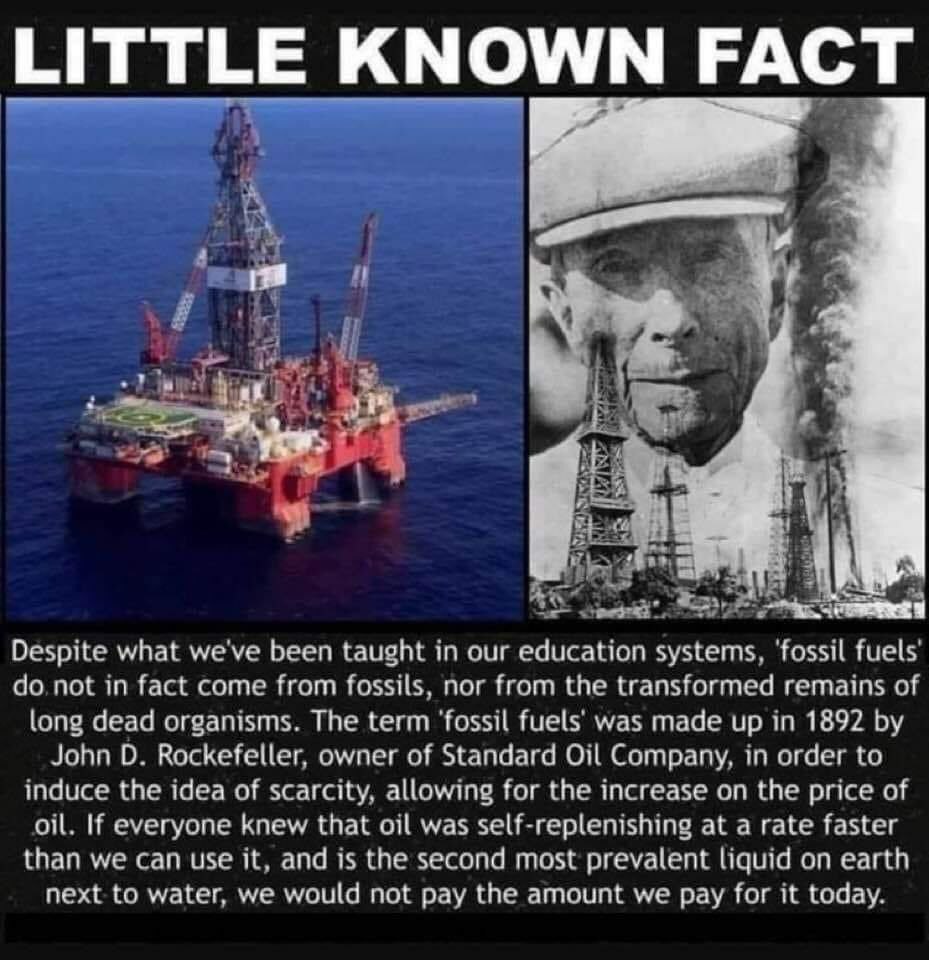 LITTLE KNOWN FACT
Despite what we've been taught in our education systems, 'fossil fuels'
do not in fact come from fossils, nor from the transformed remains of
long dead organisms. The term 'fossil fuels' was made up in 1892 by
John D. Rockefeller, owner of Standard Oil Company, in order to
induce the idea of scarcity, allowing for the increase on the price of
oil. If everyone knew that oil was self-replenishing at a rate faster
than we can use it, and is the second most prevalent liquid on earth
next to water, we would not pay the amount we pay for it today.